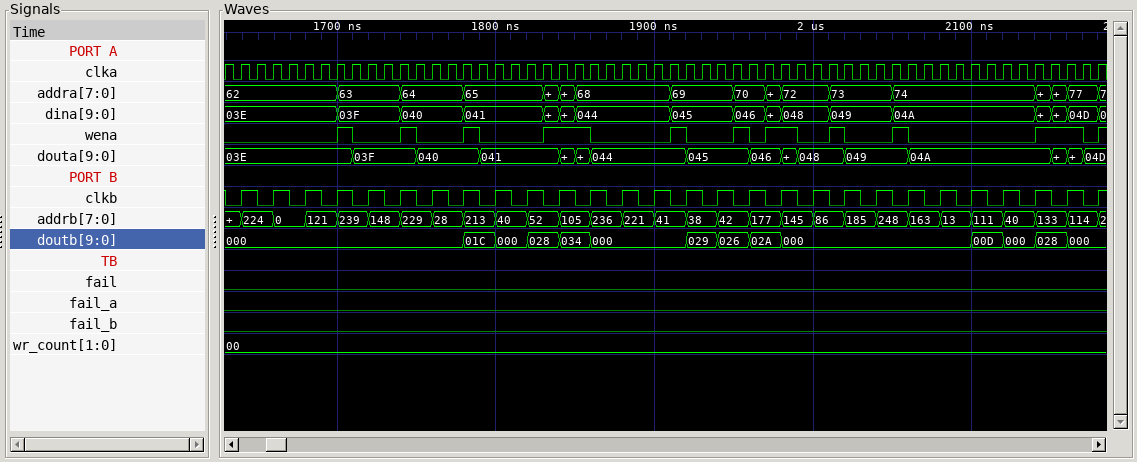 Signals
Waves
Time
1700 ns 1800 ns 1900 ns 2 us 2100 ns 2
PORT A
clka
addra[7:0] 62 63 64 65 + + 68 69 70 + 72 73 74 + + 77 7
dina[9:0] 03E 03F 040 041 + + 044 045 046 + 048 049 04A + + 04D 0
wena
douta[9:0] 03E 03F 040 041 + + 044 045 046 + 048 049 04A + + 04D
PORT B
clkb
addrb[7:0] + 224 0 121 239 148 229 28 213 40 52 105 236 221 41 38 42 177 145 86 185 248 163 13 111 40 133 114 2
doutb[9:0] 000 01C 000 028 034 000 029 026 02A 000 00D 000 028 000
TB
fail
fail_a
fail_b
wr_count[1:0] 00